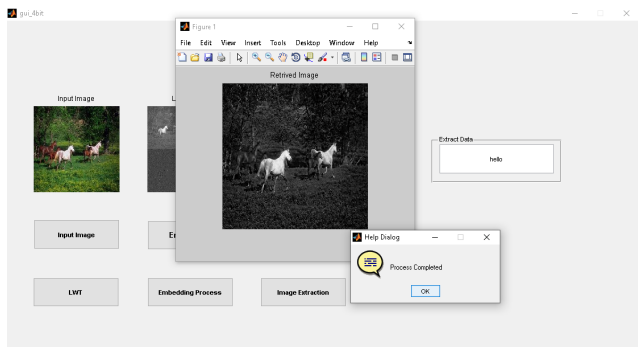 gui_4bit
Figure 1
File Edit View Insert Tools Desktop Window Help
Retrived Image
Input Image
L
Extract Data
hello
Input Image
Help Dialog
Process Completed
OK
LWT
Embedding Process
Image Extraction